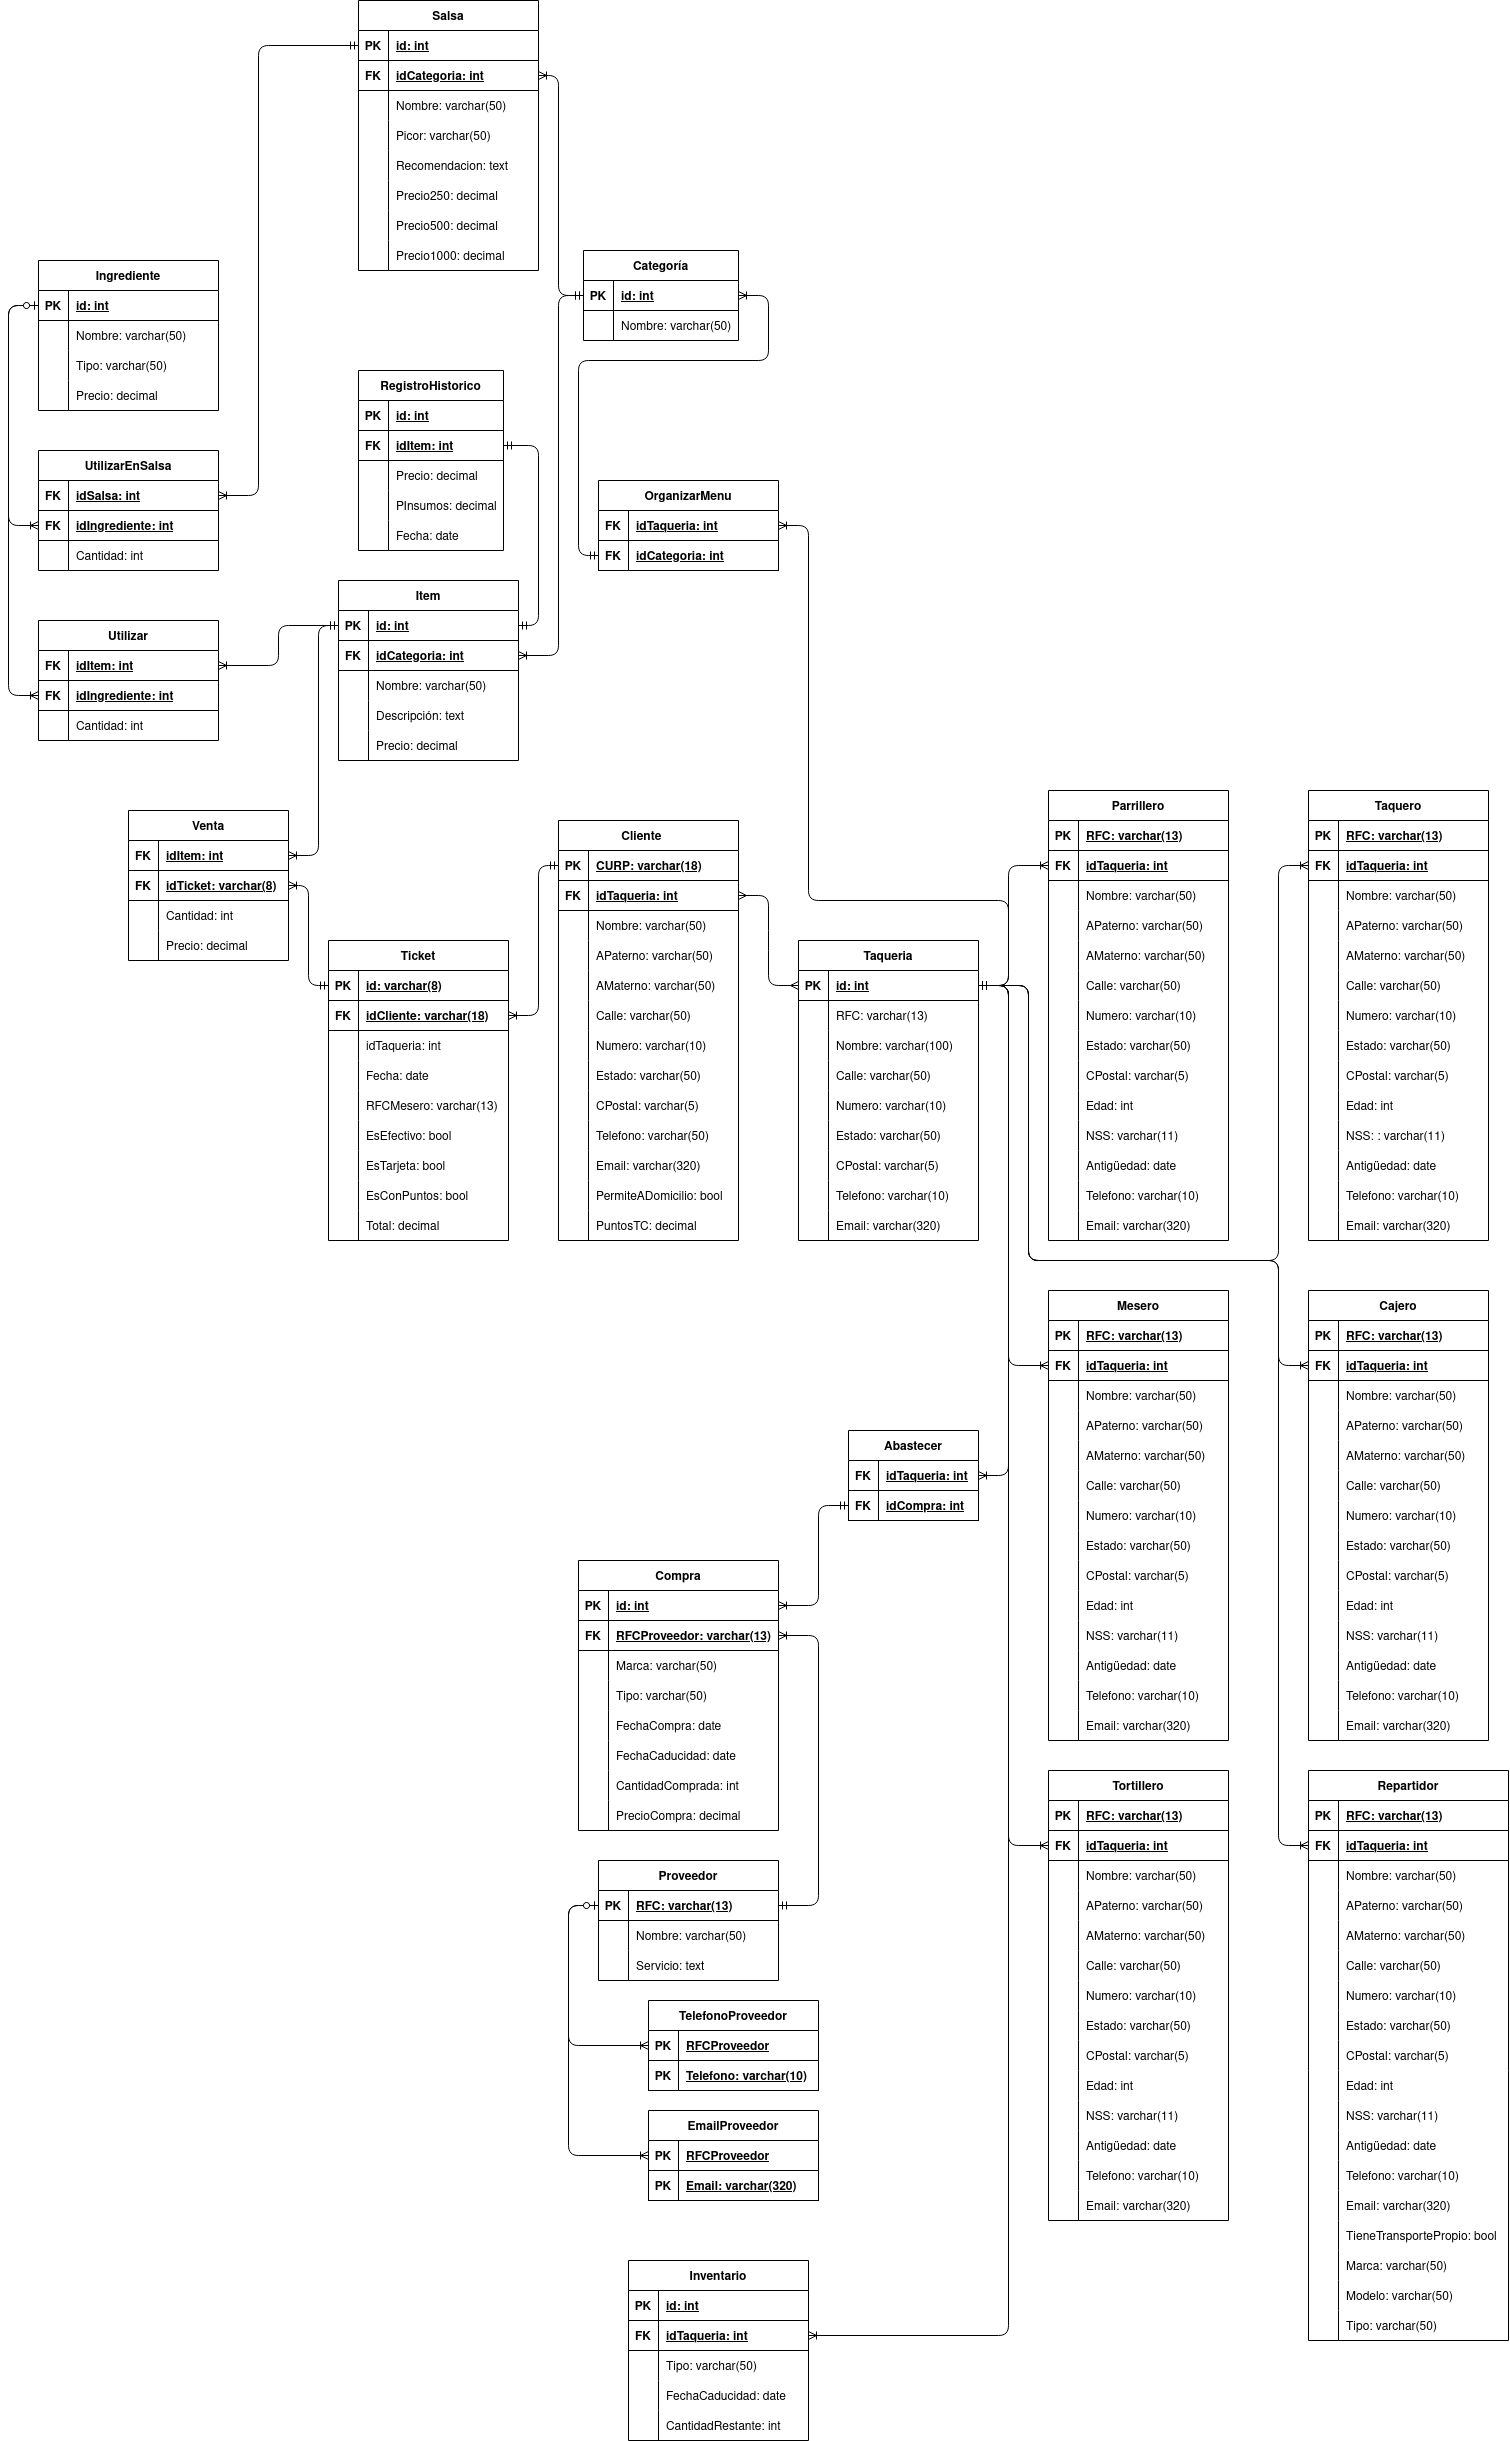 Salsa
PK id: int
FK idCategoria: int
Nombre: varchar(50)
Picor: varchar(50)
Recomendacion: text
Precio250: decimal
Precio500: decimal
Precio1000: decimal
Ingrediente
PK id: int
Nombre: varchar(50)
Tipo: varchar(50)
Precio: decimal
Categoría
PK id: int
Nombre: varchar(50)
RegistroHistorico
PK id: int
FK idItem: int
Precio: decimal
PInsumos: decimal
Fecha: date
UtilizarEnSalsa
FK idSalsa: int
FK idIngrediente: int
Cantidad: int
OrganizarMenu
FK idTaqueria: int
FK idCategoria: int
Item
PK id: int
FK idCategoria: int
Nombre: varchar(50)
Descripción: text
Precio: decimal
Utilizar
FK idItem: int
FK idIngrediente: int
Cantidad: int
Venta
FK idItem: int
FK idTicket: varchar(8)
Cantidad: int
Precio: decimal
Ticket
PK id: varchar(8)
FK idCliente: varchar(18)
idTaqueria: int
Fecha: date
RFCMesero: varchar(13)
EsEfectivo: bool
EsTarjeta: bool
EsConPuntos: bool
Total: decimal
Cliente
PK CURP: varchar(18)
FK idTaqueria: int
Nombre: varchar(50)
APaterno: varchar(50)
AMaterno: varchar(50)
Calle: varchar(50)
Numero: varchar(10)
Estado: varchar(50)
CPostal: varchar(5)
Telefono: varchar(50)
Email: varchar(320)
PermiteADomicilio: bool
PuntosTC: decimal
Taqueria
PK id: int
RFC: varchar(13)
Nombre: varchar(100)
Calle: varchar(50)
Numero: varchar(10)
Estado: varchar(50)
CPostal: varchar(5)
Telefono: varchar(10)
Email: varchar(320)
Parrillero
PK RFC: varchar(13)
FK idTaqueria: int
Nombre: varchar(50)
APaterno: varchar(50)
AMaterno: varchar(50)
Calle: varchar(50)
Numero: varchar(10)
Estado: varchar(50)
CPostal: varchar(5)
Edad: int
NSS: varchar(11)
Antigüedad: date
Telefono: varchar(10)
Email: varchar(320)
Taquero
PK RFC: varchar(13)
FK idTaqueria: int
Nombre: varchar(50)
APaterno: varchar(50)
AMaterno: varchar(50)
Calle: varchar(50)
Numero: varchar(10)
Estado: varchar(50)
CPostal: varchar(5)
Edad: int
NSS: : varchar(11)
Antigüedad: date
Telefono: varchar(10)
Email: varchar(320)
Mesero
PK RFC: varchar(13)
FK idTaqueria: int
Nombre: varchar(50)
APaterno: varchar(50)
AMaterno: varchar(50)
Calle: varchar(50)
Numero: varchar(10)
Estado: varchar(50)
CPostal: varchar(5)
Edad: int
NSS: varchar(11)
Antigüedad: date
Telefono: varchar(10)
Email: varchar(320)
Cajero
PK RFC: varchar(13)
FK idTaqueria: int
Nombre: varchar(50)
APaterno: varchar(50)
AMaterno: varchar(50)
Calle: varchar(50)
Numero: varchar(10)
Estado: varchar(50)
CPostal: varchar(5)
Edad: int
NSS: varchar(11)
Antigüedad: date
Telefono: varchar(10)
Email: varchar(320)
Abastecer
FK idTaqueria: int
FK idCompra: int
Compra
PK id: int
FK RFCProveedor: varchar(13)
Marca: varchar(50)
Tipo: varchar(50)
FechaCompra: date
FechaCaducidad: date
CantidadComprada: int
PrecioCompra: decimal
Proveedor
PK RFC: varchar(13)
Nombre: varchar(50)
Servicio: text
TelefonoProveedor
PK RFCProveedor
PK Telefono: varchar(10)
EmailProveedor
PK RFCProveedor
PK Email: varchar(320)
Tortillero
PK RFC: varchar(13)
FK idTaqueria: int
Nombre: varchar(50)
APaterno: varchar(50)
AMaterno: varchar(50)
Calle: varchar(50)
Numero: varchar(10)
Estado: varchar(50)
CPostal: varchar(5)
Edad: int
NSS: varchar(11)
Antigüedad: date
Telefono: varchar(10)
Email: varchar(320)
Repartidor
PK RFC: varchar(13)
FK idTaqueria: int
Nombre: varchar(50)
APaterno: varchar(50)
AMaterno: varchar(50)
Calle: varchar(50)
Numero: varchar(10)
Estado: varchar(50)
CPostal: varchar(5)
Edad: int
NSS: varchar(11)
Antigüedad: date
Telefono: varchar(10)
Email: varchar(320)
TieneTransportePropio: bool
Marca: varchar(50)
Modelo: varchar(50)
Tipo: varchar(50)
Inventario
PK id: int
FK idTaqueria: int
Tipo: varchar(50)
FechaCaducidad: date
CantidadRestante: int